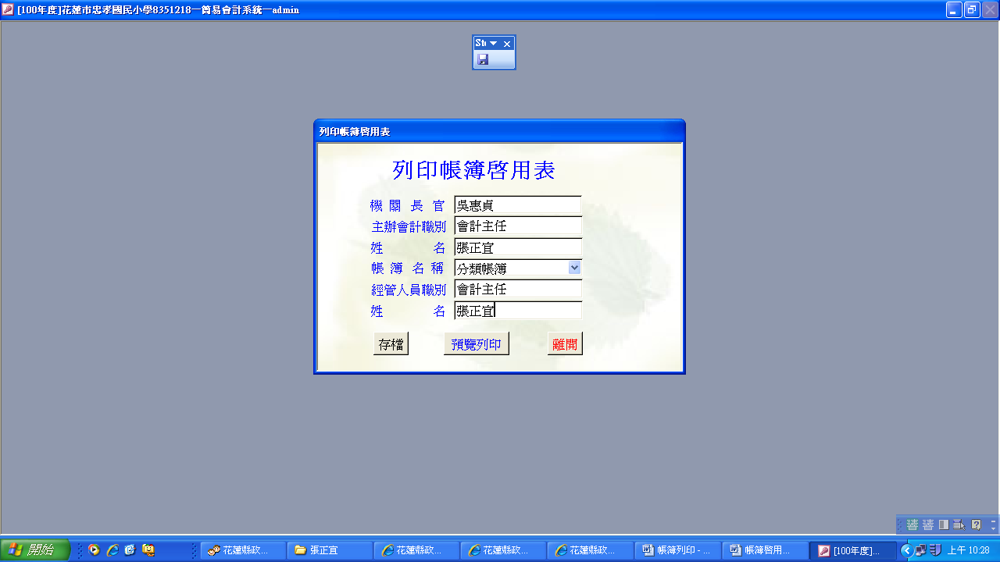 [100年度]花蓮市忠孝國民小學8351218—簡易會計系統—admin
St
列印帳簿啓用表
列印帳簿啓用表
機關長官 吳惠貞
主辦會計職別 會計主任
姓名 張正宜
帳簿名稱 分類帳簿
經管人員職別 會計主任
姓名 張正宜
存檔 預覽列印 離開
開始 花蓮縣政... 張正宜 花蓮縣政... 花蓮縣政... 花蓮縣政... 帳簿列印 - ... 帳簿啓用... [100年度]... 上午 10:28